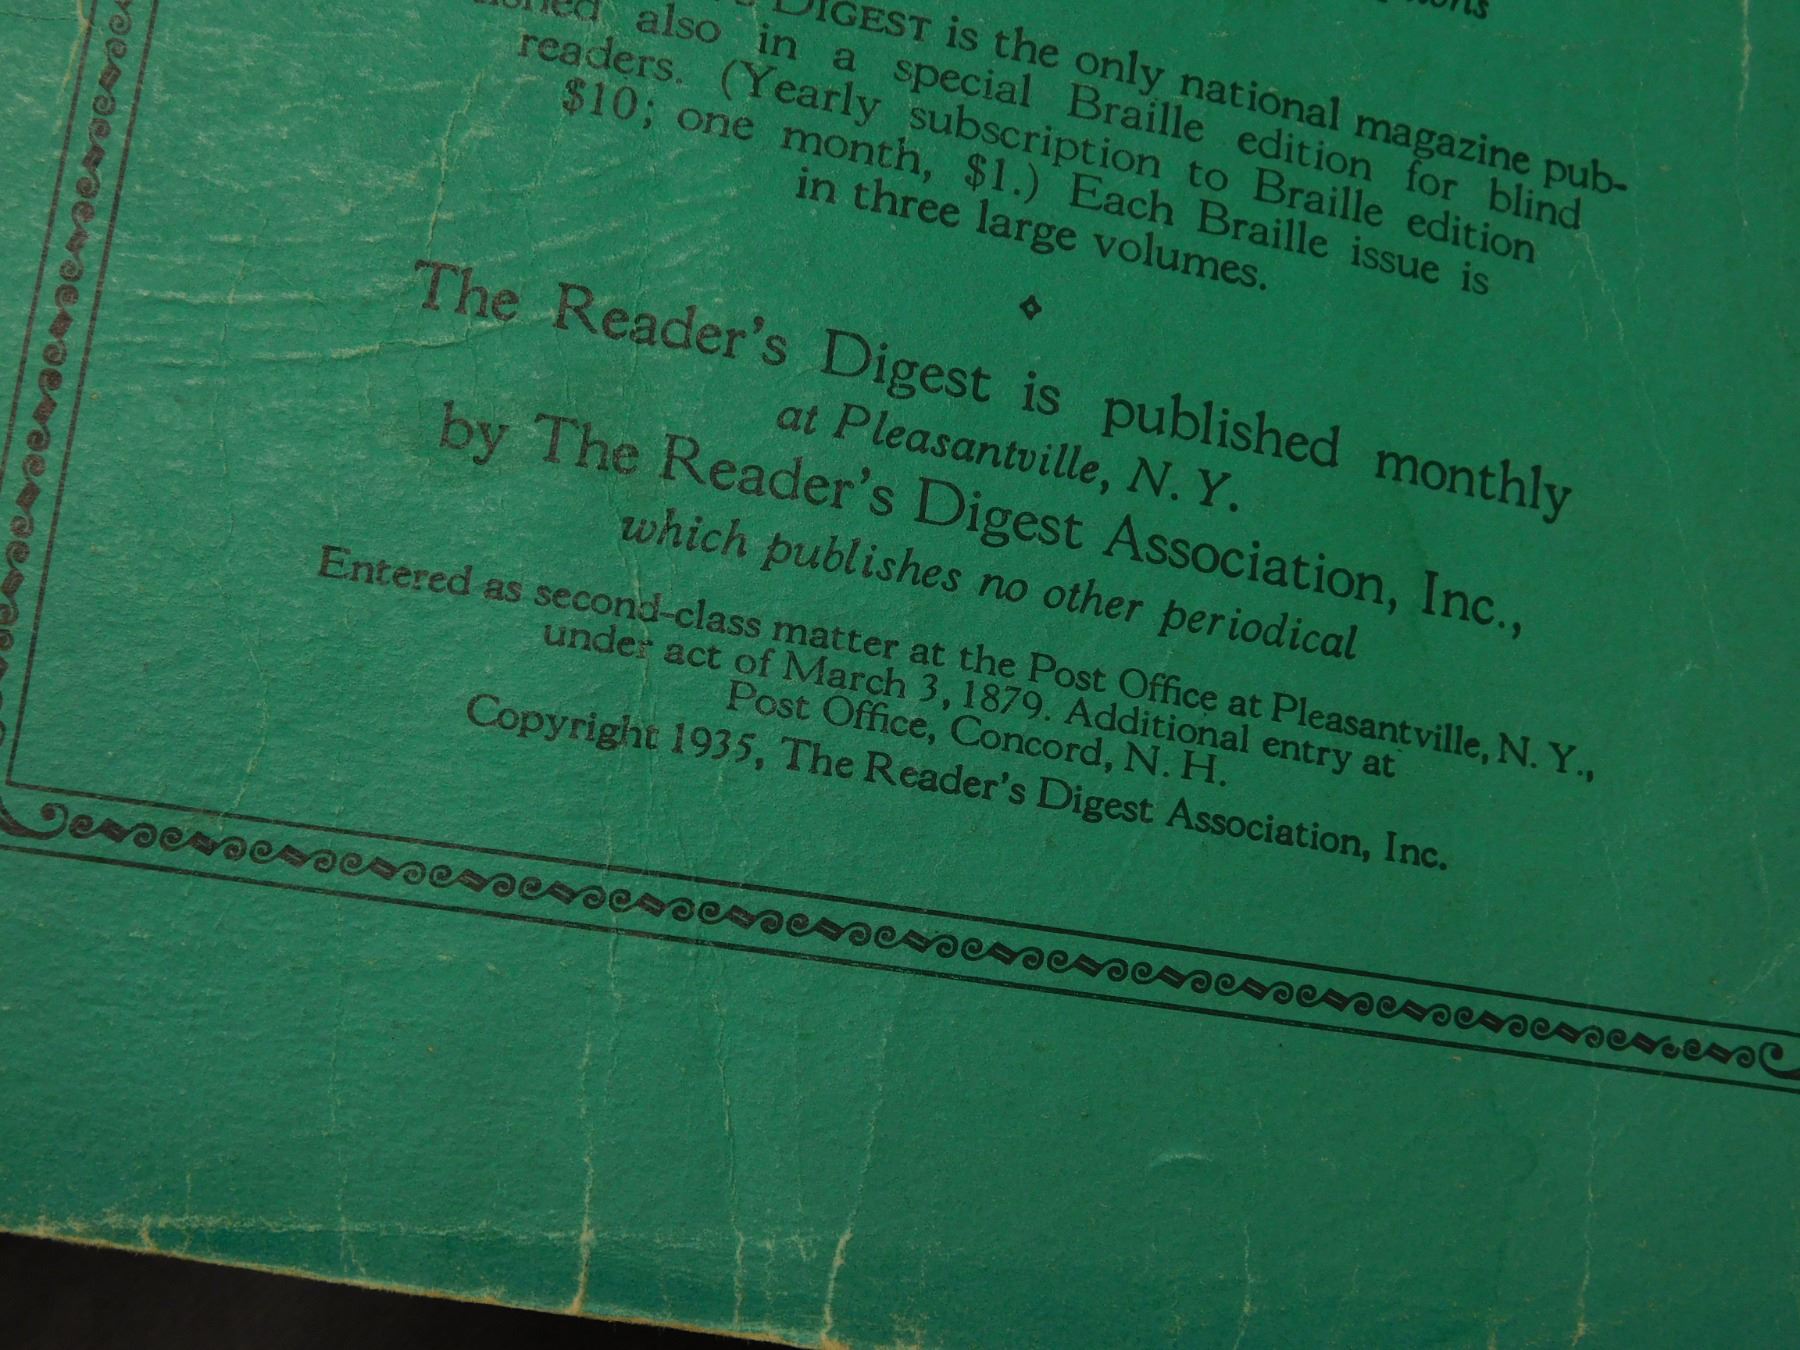 DIGEST is the only national magazine pub-
also in a special Braille edition for blind
readers. (Yearly subscription to Braille edition
$10; one month, $1.) Each Braille issue is
in three large volumes.
The Reader's Digest is published monthly
at Pleasantville, N. Y.
by The Reader's Digest Association, Inc.,
which publishes no other periodical
Entered as second-class matter at the Post Office at Pleasantville, N. Y.,
under act of March 3, 1879. Additional entry at
Post Office, Concord, N. H.
Copyright 1935, The Reader's Digest Association, Inc.